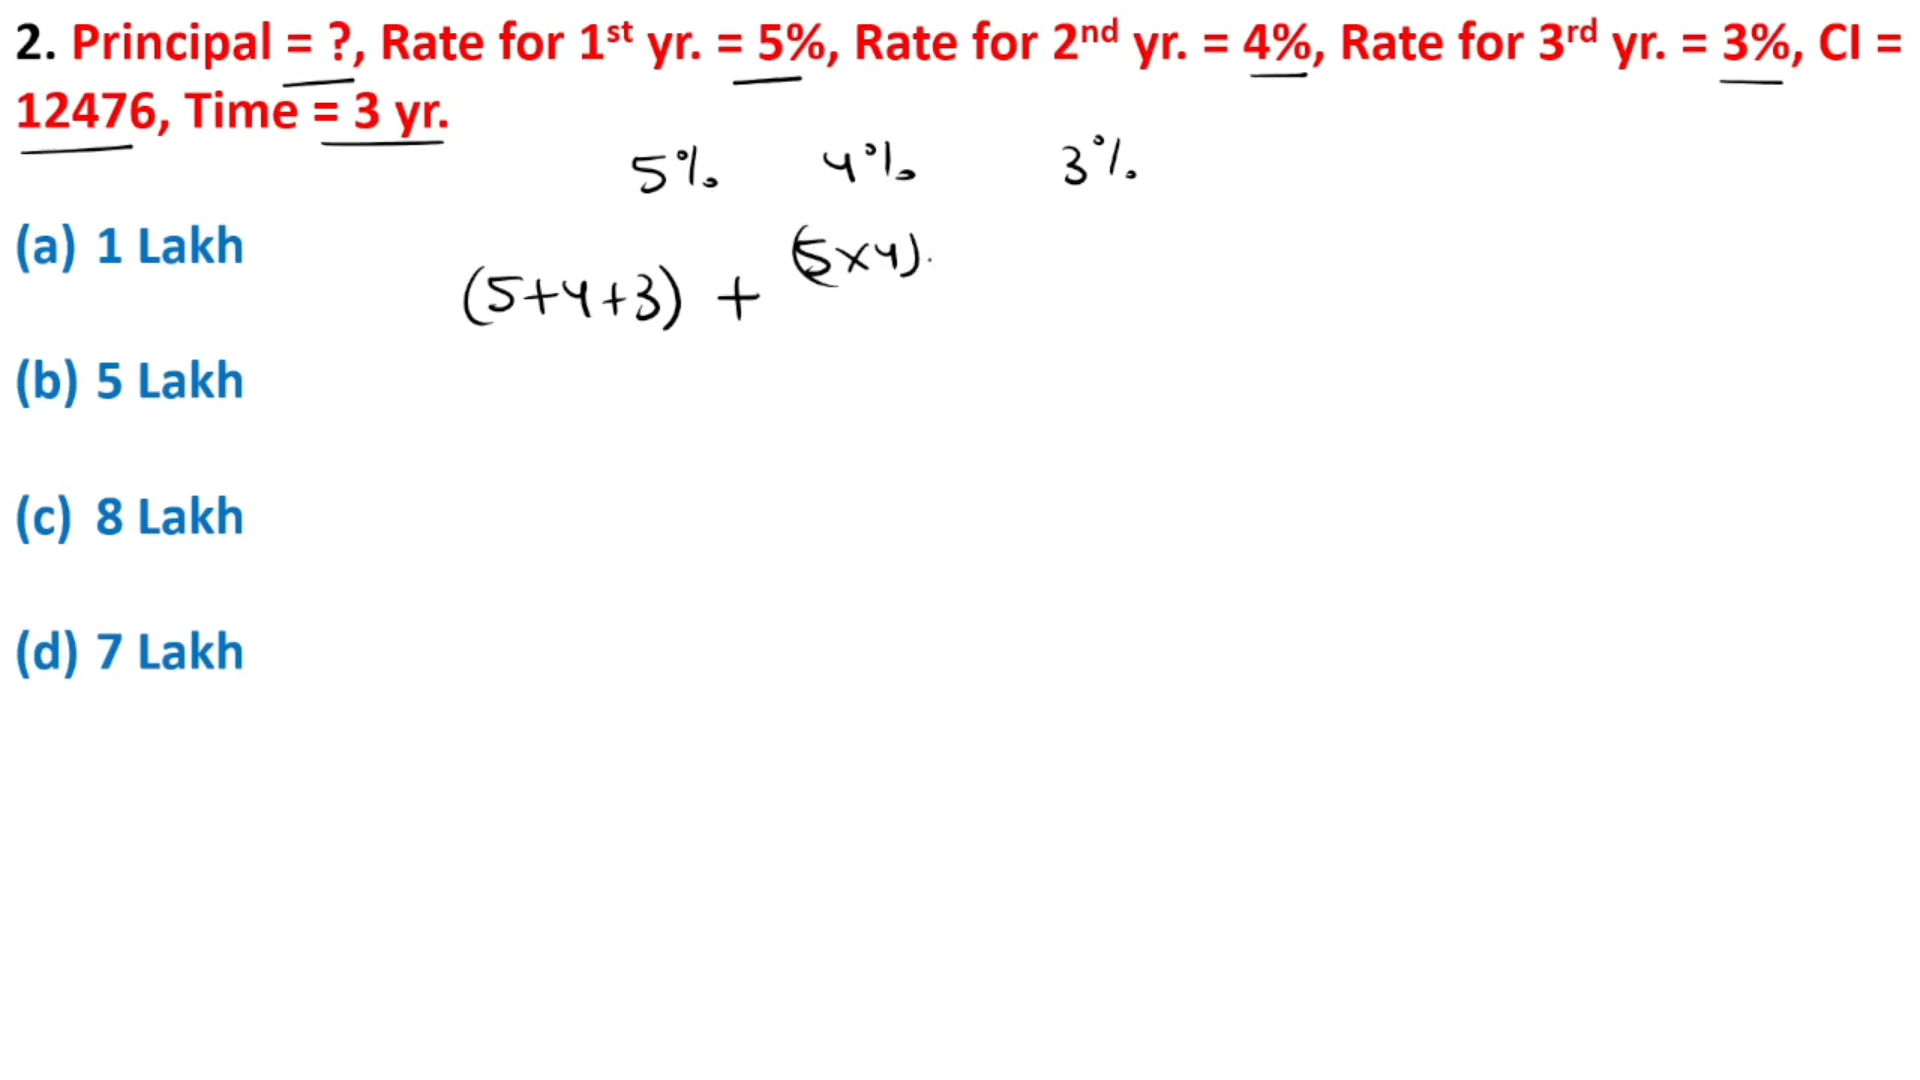 2. Principal = ?, Rate for 1st yr. = 5%, Rate for 2nd yr. = 4%, Rate for 3rd yr. = 3%, CI =
12476, Time = 3 yr.
5% 4% 3%
(a) 1 Lakh
(5+4+3) + (5×4)
(b) 5 Lakh
(c) 8 Lakh
(d) 7 Lakh